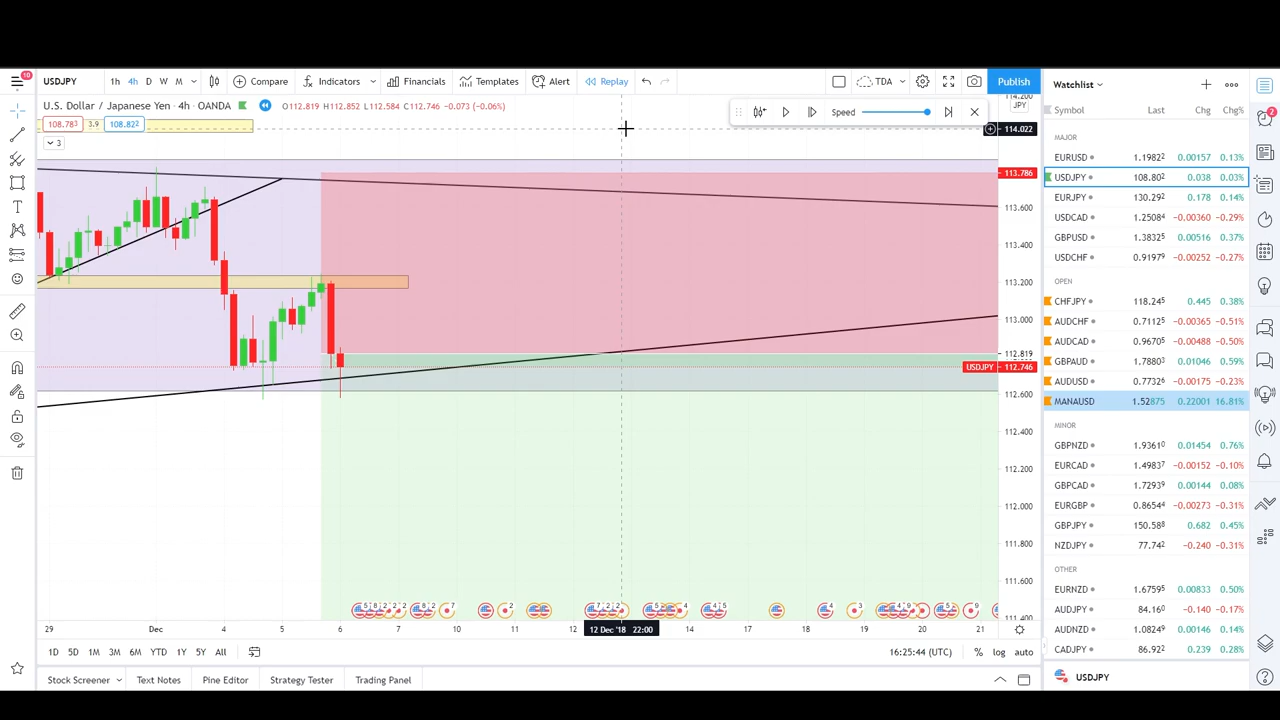 10
USDJPY
1h 4h D W M
Compare
Indicators
Financials
Templates
Alert
Replay
TDA
Publish
U.S. Dollar / Japanese Yen · 4h · OANDA
O112.819 H112.852 L112.584 C112.746 −0.073 (−0.06%)
108.783 3.9 108.822
3
Speed
114.200
JPY
114.022
113.786
113.600
113.400
113.200
113.000
112.819
USDJPY 112.746
112.600
112.400
112.200
112.000
111.800
111.600
111.400
29 Dec 4 5 6 7 10 11 12 12 Dec '18 22:00 14 17 18 19 20 21
1D 5D 1M 3M 6M YTD 1Y 5Y All
16:25:44 (UTC) % log auto
Stock Screener Text Notes Pine Editor Strategy Tester Trading Panel
Watchlist
Symbol Last Chg Chg%
MAJOR
EURUSD 1.19822 0.00157 0.13%
USDJPY 108.802 0.038 0.03%
EURJPY 130.292 0.178 0.14%
USDCAD 1.25084 −0.00360 −0.29%
GBPUSD 1.38325 0.00516 0.37%
USDCHF 0.91979 −0.00252 −0.27%
OPEN
CHFJPY 118.245 0.445 0.38%
AUDCHF 0.71125 −0.00365 −0.51%
AUDCAD 0.96705 −0.00488 −0.50%
GBPAUD 1.78803 0.01046 0.59%
AUDUSD 0.77326 −0.00175 −0.23%
MANAUSD 1.52875 0.22001 16.81%
MINOR
GBPNZD 1.93610 0.01454 0.76%
EURCAD 1.49837 −0.00152 −0.10%
GBPCAD 1.72939 0.00144 0.08%
EURGBP 0.86544 −0.00273 −0.31%
GBPJPY 150.588 0.682 0.45%
NZDJPY 77.742 −0.240 −0.31%
OTHER
EURNZD 1.67595 0.00833 0.50%
AUDJPY 84.160 −0.140 −0.17%
AUDNZD 1.08249 0.00146 0.14%
CADJPY 86.922 0.239 0.28%
USDJPY
2